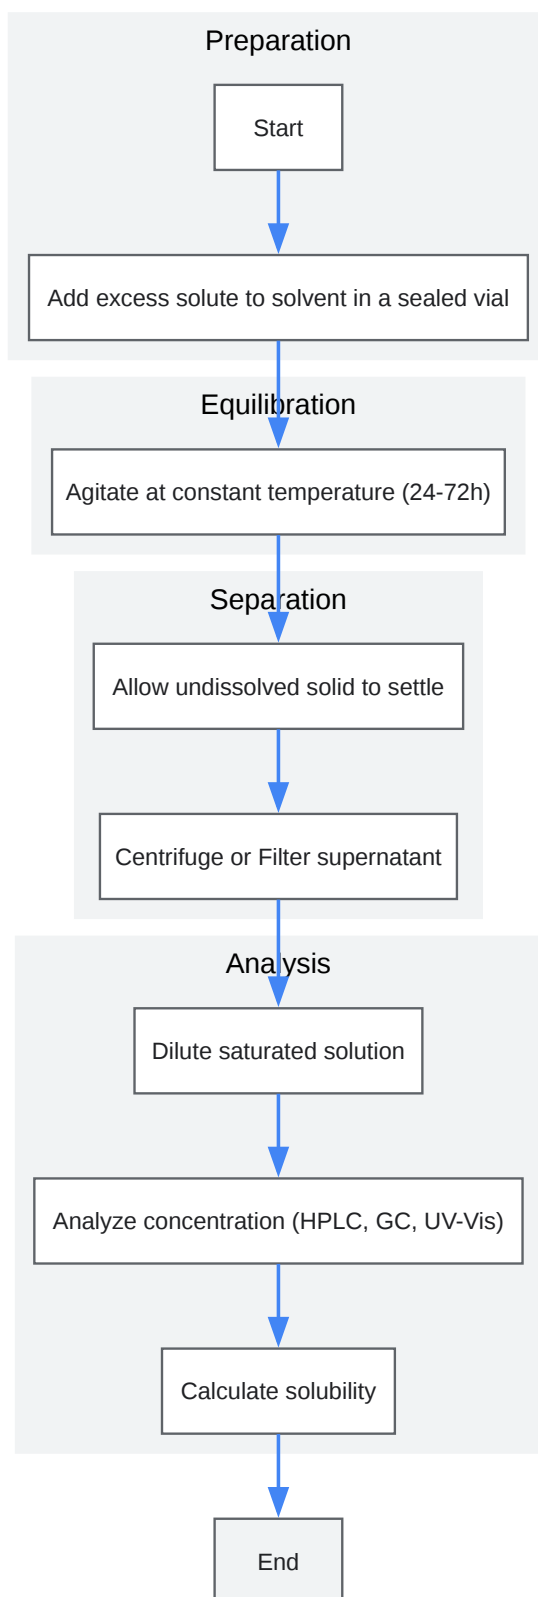 Preparation
Start
Add excess solute to solvent in a sealed vial
Equilibration
Agitate at constant temperature (24-72h)
Separation
Allow undissolved solid to settle
Centrifuge or Filter supernatant
Analysis
Dilute saturated solution
Analyze concentration (HPLC, GC, UV-Vis)
Calculate solubility
End